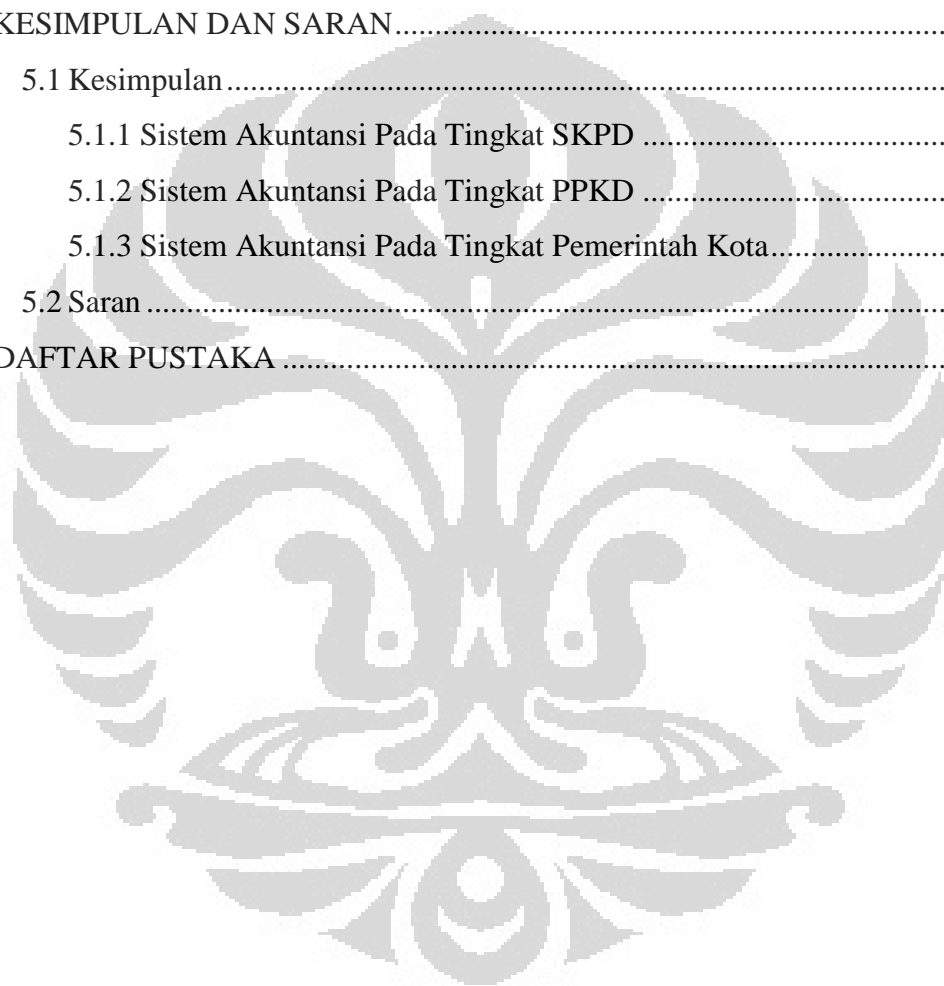 KESIMPULAN DAN SARAN....................................................................
5.1 Kesimpulan..........................................................................................
5.1.1 Sistem Akuntansi Pada Tingkat SKPD ......................................
5.1.2 Sistem Akuntansi Pada Tingkat PPKD ......................................
5.1.3 Sistem Akuntansi Pada Tingkat Pemerintah Kota.....................
5.2 Saran ....................................................................................................
DAFTAR PUSTAKA ...................................................................................